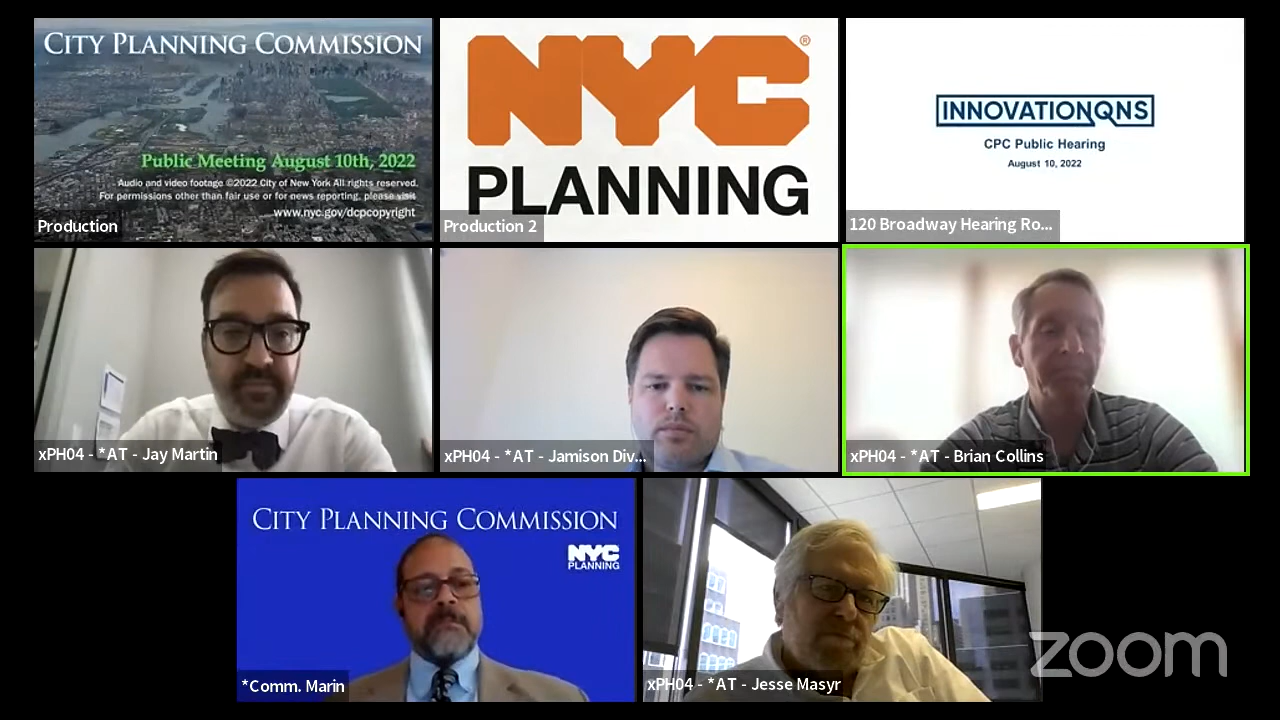 CITY PLANNING COMMISSION
Public Meeting August 10th, 2022
Audio and video footage ©2022 City of New York All rights reserved.
For permissions other than fair use or for news reporting, please visit
www.nyc.gov/dcpcopyright
Production
NYC®
PLANNING
Production 2
INNOVATIONQNS
CPC Public Hearing
August 10, 2022
120 Broadway Hearing Ro...
xPH04 - *AT - Jay Martin
xPH04 - *AT - Jamison Div...
xPH04 - *AT - Brian Collins
CITY PLANNING COMMISSION
NYC
PLANNING
*Comm. Marin
xPH04 - *AT - Jesse Masyr
zoom